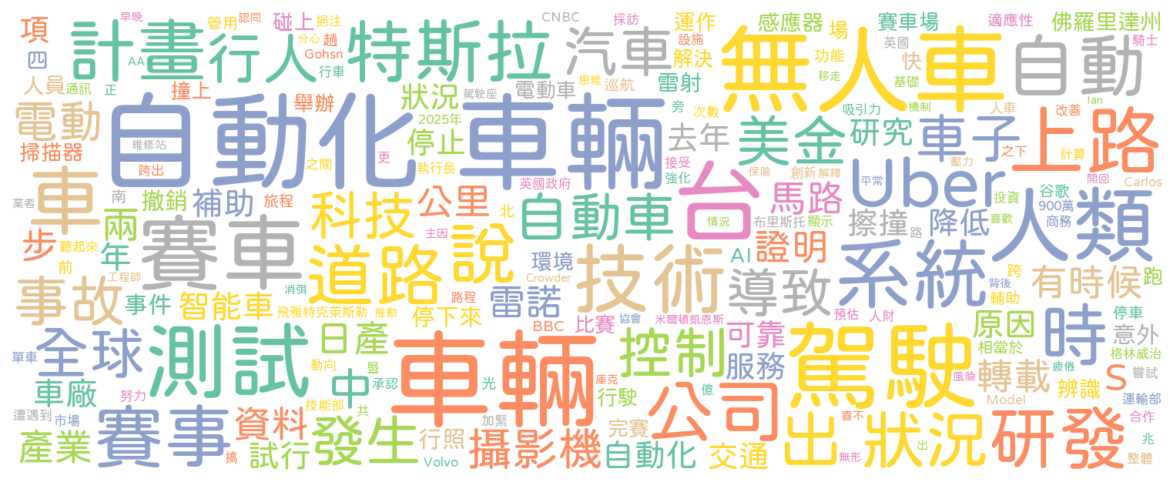 早晚 認同 碰上 挹注 CNBC 採訪 運作 感應器 賽車場 適應性 佛羅里達州
項 管用 分心 趟 設施 場 英國 騎士
四 計畫 行人 Gohsn 特斯拉 汽車 解決 功能 快 無人車 自動
人員 通訊 AA 正 行車 思維 巡航 雷射 移走 基礎
電動 撞上 舉辦 狀況 駕駛座 電動車 旁 次數 吸引力 機制 人車 Ian 改善 上路
掃描器 維修站 自動化 2025年 停止 車輛 去年 美金 研究 車子 之下 計算
跨出 之間 更 執行長 接受 強化 保險 創新 解釋 壓力 開回 Carlos
車 南 撤銷 補助 旅程 公里 英國政府 台 馬路 Uber 平常 投資 谷歌 900萬 商務 人類
業者 兩 賽車 科技 北 自動車 情況 布里斯托 顯示 擦撞 降低 喜歡
步 年 聽起來 主因 說 路
前 工程師 道路 環境 技術 AI 證明 系統 背後 跨 有時候 跑
事故 事件 智能車 消弭 Crowder 雷諾 導致 輔助
飛雅特克萊斯勒 推動 路程 停下來 BBC 比賽 協會 米爾頓凱恩斯 預估 人財 原因 停車
單車 全球 測試 日產 車輛 控制 可靠 駕駛 時 意外
動向 暨 相當於 格林威治
車廠 努力 中 承認 光 庫克 行駛 服務 風險 轉載 疲倦 S 嘗試
遭遇到 市場 技能部 共 億 公司 Model 辨識 運輸部
產業 賽事 資料 發生 行照 加緊 完賽 喜不 出 狀況 研發 合作
搞 試行 Volvo 攝影機 自動化 交通 無形 出 兆 整體